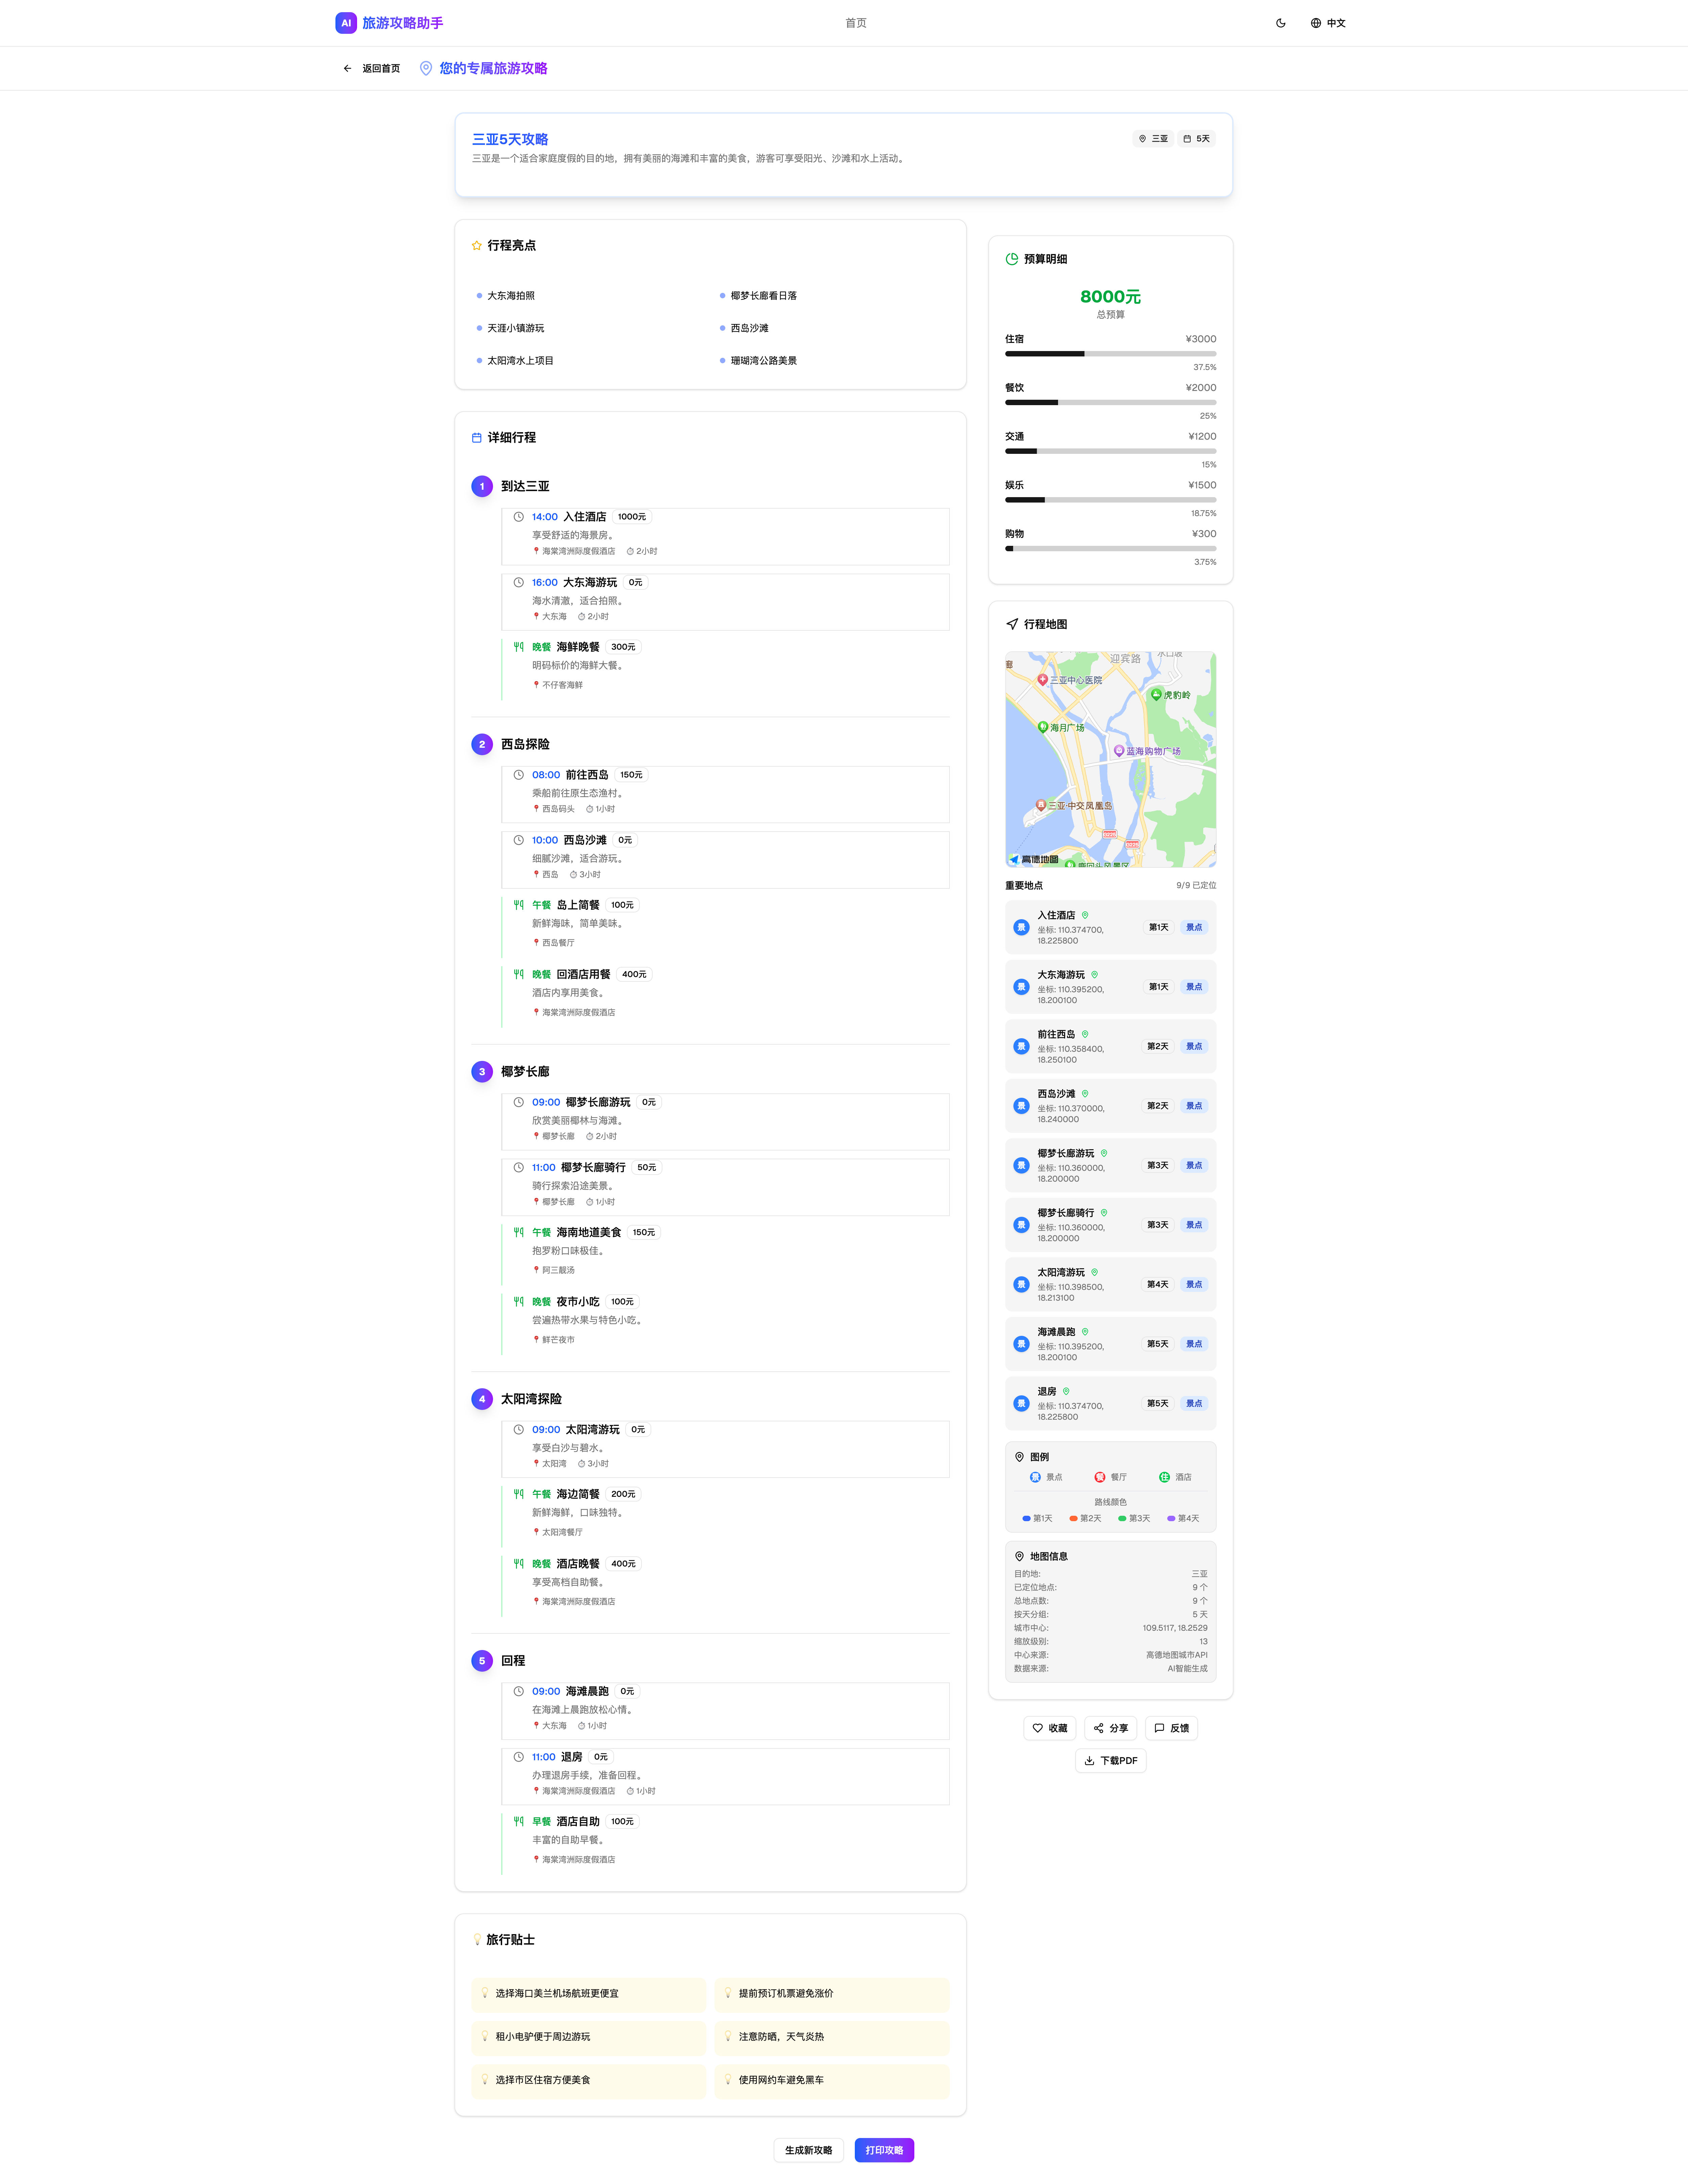 AI 旅游攻略助手
首页
中文
返回首页
您的专属旅游攻略
三亚5天攻略
三亚
5天
三亚是一个适合家庭度假的目的地，拥有美丽的海滩和丰富的美食，游客可享受阳光、沙滩和水上活动。
行程亮点
大东海拍照
椰梦长廊看日落
天涯小镇游玩
西岛沙滩
太阳湾水上项目
珊瑚湾公路美景
详细行程
1 到达三亚
14:00 入住酒店 1000元
享受舒适的海景房。
海棠湾洲际度假酒店 2小时
16:00 大东海游玩 0元
海水清澈，适合拍照。
大东海 2小时
晚餐 海鲜晚餐 300元
明码标价的海鲜大餐。
不仔客海鲜
2 西岛探险
08:00 前往西岛 150元
乘船前往原生态渔村。
西岛码头 1小时
10:00 西岛沙滩 0元
细腻沙滩，适合游玩。
西岛 3小时
午餐 岛上简餐 100元
新鲜海味，简单美味。
西岛餐厅
晚餐 回酒店用餐 400元
酒店内享用美食。
海棠湾洲际度假酒店
3 椰梦长廊
09:00 椰梦长廊游玩 0元
欣赏美丽椰林与海滩。
椰梦长廊 2小时
11:00 椰梦长廊骑行 50元
骑行探索沿途美景。
椰梦长廊 1小时
午餐 海南地道美食 150元
抱罗粉口味极佳。
阿三靓汤
晚餐 夜市小吃 100元
尝遍热带水果与特色小吃。
鲜芒夜市
4 太阳湾探险
09:00 太阳湾游玩 0元
享受白沙与碧水。
太阳湾 3小时
午餐 海边简餐 200元
新鲜海鲜，口味独特。
太阳湾餐厅
晚餐 酒店晚餐 400元
享受高档自助餐。
海棠湾洲际度假酒店
5 回程
09:00 海滩晨跑 0元
在海滩上晨跑放松心情。
大东海 1小时
11:00 退房 0元
办理退房手续，准备回程。
海棠湾洲际度假酒店 1小时
早餐 酒店自助 100元
丰富的自助早餐。
海棠湾洲际度假酒店
旅行贴士
选择海口美兰机场航班更便宜
提前预订机票避免涨价
租小电驴便于周边游玩
注意防晒，天气炎热
选择市区住宿方便美食
使用网约车避免黑车
预算明细
8000元
总预算
住宿 ¥3000
37.5%
餐饮 ¥2000
25%
交通 ¥1200
15%
娱乐 ¥1500
18.75%
购物 ¥300
3.75%
行程地图
迎宾路
三亚中心医院
虎豹岭
海月广场
蓝海购物广场
三亚·中交凤凰岛
高德地图
重要地点 9/9 已定位
景 入住酒店
坐标: 110.374700,
18.225800
第1天 景点
景 大东海游玩
坐标: 110.395200,
18.200100
第1天 景点
景 前往西岛
坐标: 110.358400,
18.250100
第2天 景点
景 西岛沙滩
坐标: 110.370000,
18.240000
第2天 景点
景 椰梦长廊游玩
坐标: 110.360000,
18.200000
第3天 景点
景 椰梦长廊骑行
坐标: 110.360000,
18.200000
第3天 景点
景 太阳湾游玩
坐标: 110.398500,
18.213100
第4天 景点
景 海滩晨跑
坐标: 110.395200,
18.200100
第5天 景点
景 退房
坐标: 110.374700,
18.225800
第5天 景点
图例
景 景点 餐 餐厅 住 酒店
路线颜色
第1天 第2天 第3天 第4天
地图信息
目的地: 三亚
已定位地点: 9 个
总地点数: 9 个
按天分组: 5 天
城市中心: 109.5117, 18.2529
缩放级别: 13
中心来源: 高德地图城市API
数据来源: AI智能生成
收藏 分享 反馈
下载PDF
生成新攻略 打印攻略